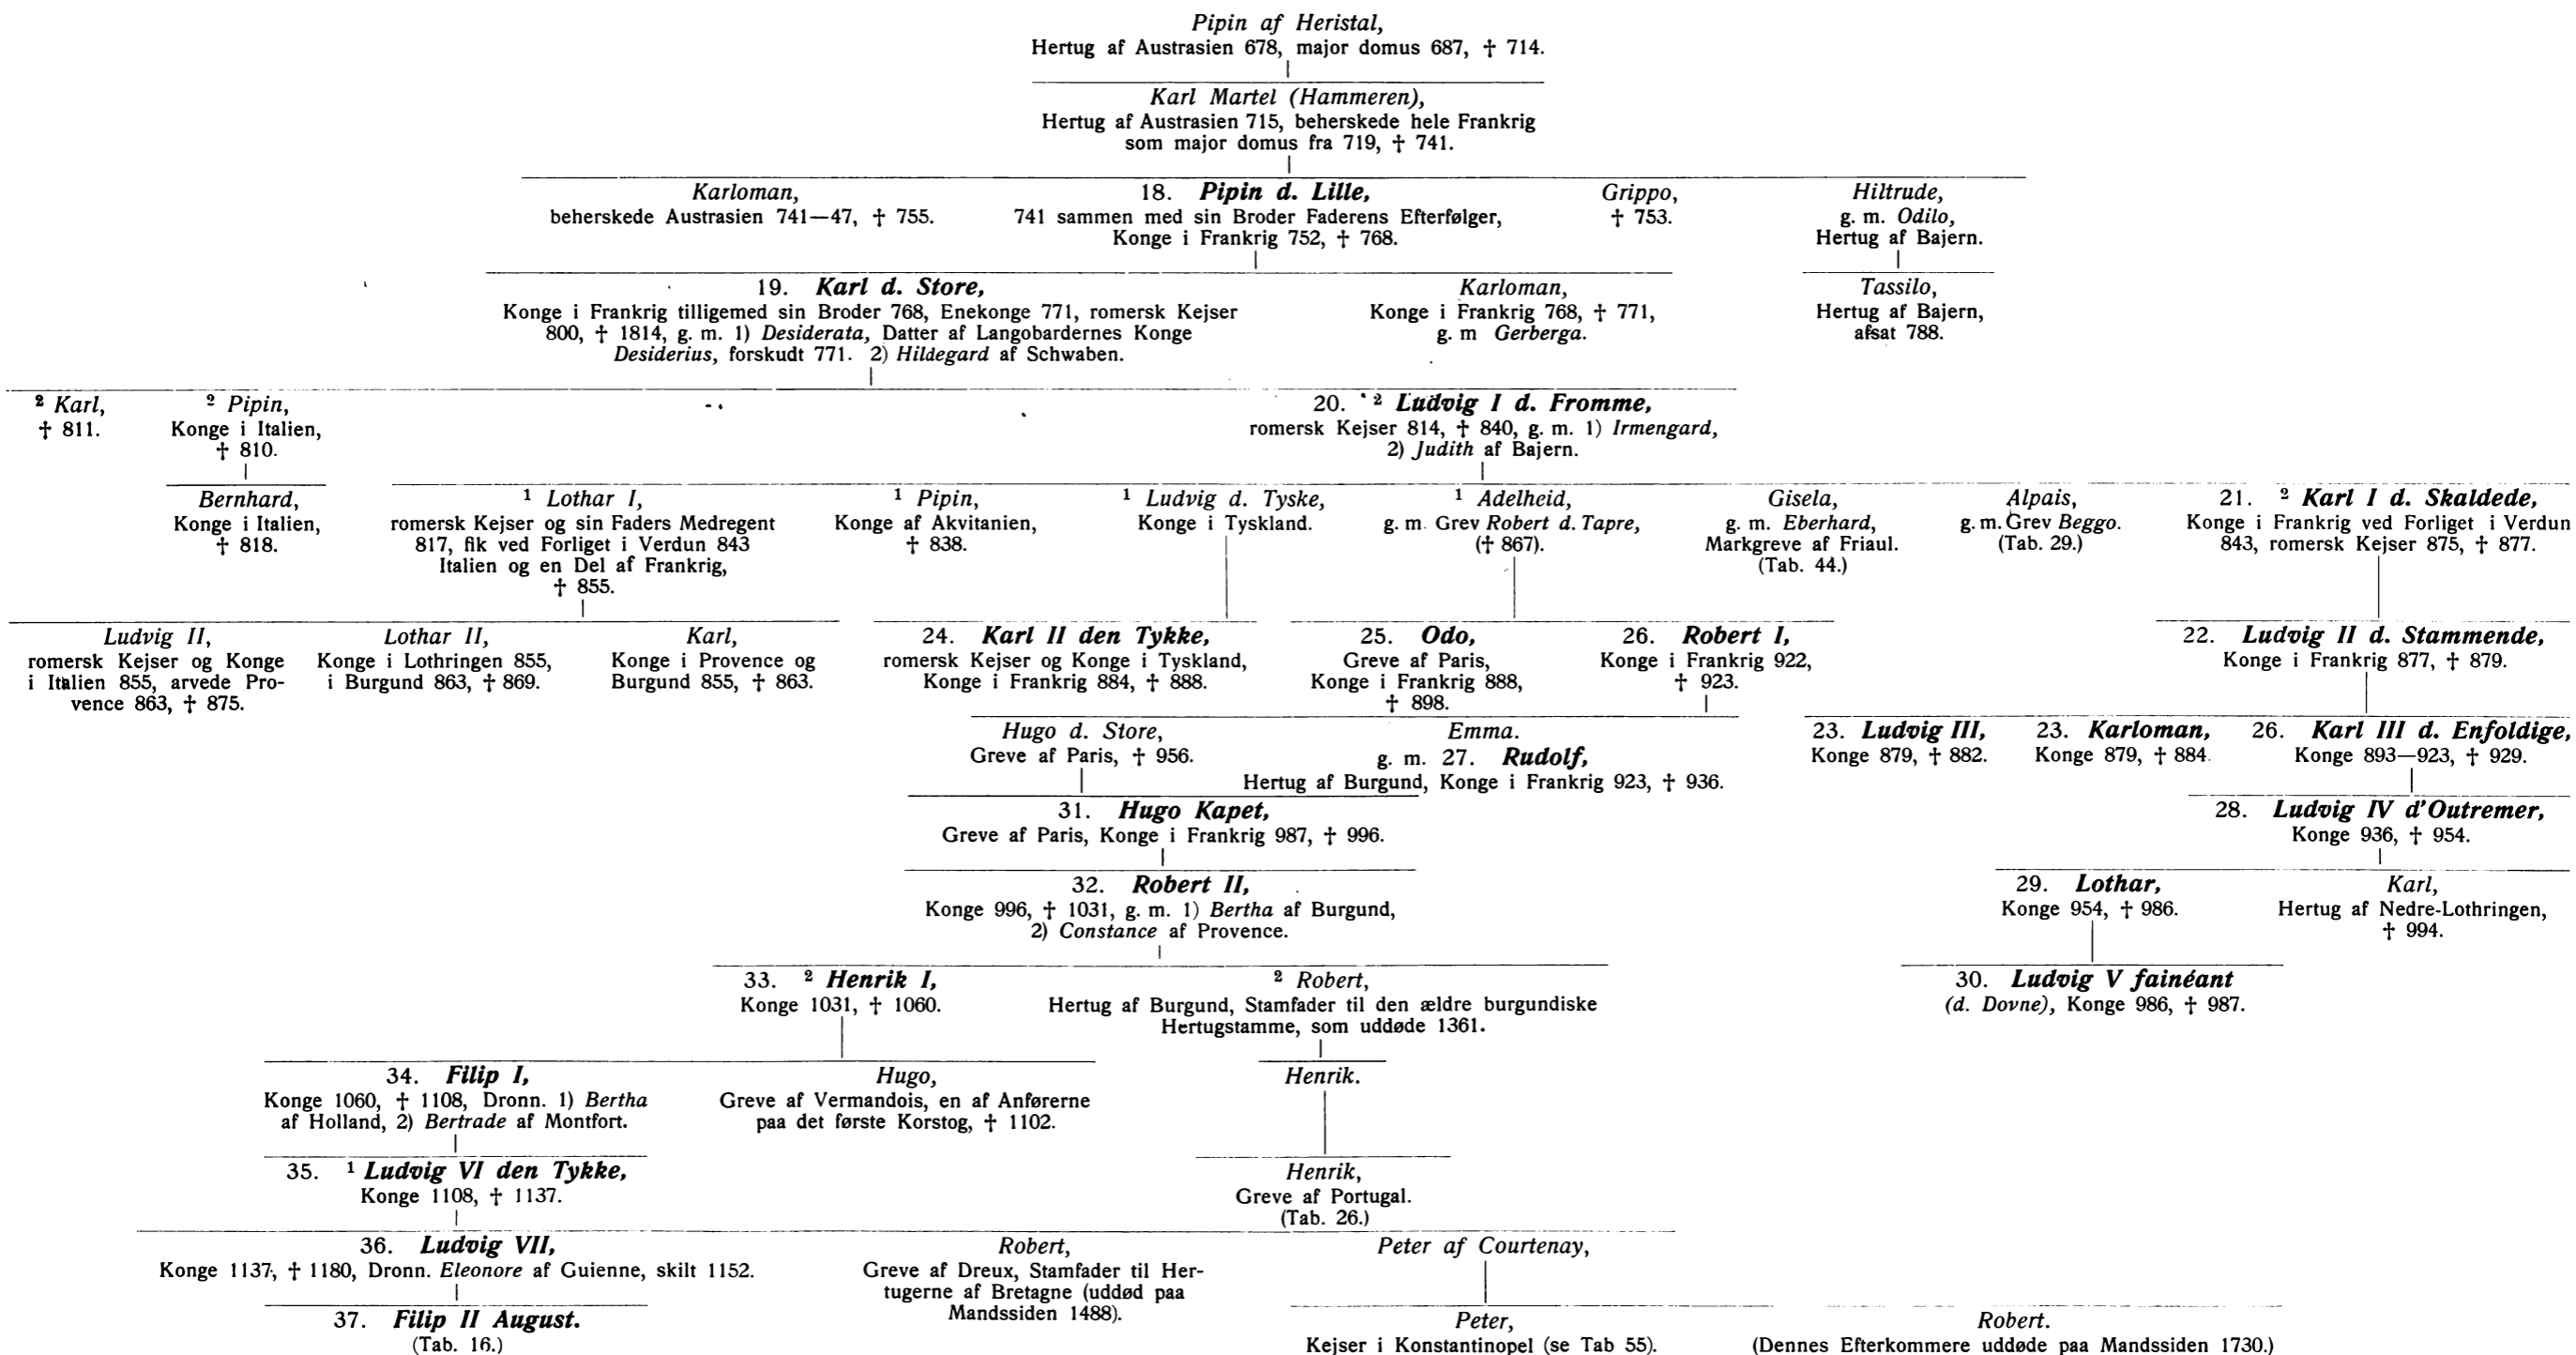 Pipin af Heristal,
Hertug af Austrasien 678, major domus 687, † 714.
Karl Martel (Hammeren),
Hertug af Austrasien 715, beherskede hele Frankrig
som major domus fra 719, † 741.
Karloman,
beherskede Austrasien 741—47, † 755.
18. Pipin d. Lille,
741 sammen med sin Broder Faderens Efterfølger,
Konge i Frankrig 752, † 768.
Grippo,
† 753.
Hiltrude,
g. m. Odilo,
Hertug af Bajern.
19. Karl d. Store,
Konge i Frankrig tilligemed sin Broder 768, Enekonge 771, romersk Kejser
800, † 1814, g. m. 1) Desiderata, Datter af Langobardernes Konge
Desiderius, forskudt 771. 2) Hildegard af Schwaben.
Karloman,
Konge i Frankrig 768, † 771,
g. m Gerberga.
Tassilo,
Hertug af Bajern,
afsat 788.
² Karl,
† 811.
² Pipin,
Konge i Italien,
† 810.
20. ² Ludvig I d. Fromme,
romersk Kejser 814, † 840, g. m. 1) Irmengard,
2) Judith af Bajern.
Bernhard,
Konge i Italien,
† 818.
¹ Lothar I,
romersk Kejser og sin Faders Medregent
817, fik ved Forliget i Verdun 843
Italien og en Del af Frankrig,
† 855.
¹ Pipin,
Konge af Akvitanien,
† 838.
¹ Ludvig d. Tyske,
Konge i Tyskland.
¹ Adelheid,
g. m. Grev Robert d. Tapre,
(† 867).
Gisela,
g. m. Eberhard,
Markgreve af Friaul.
(Tab. 44.)
Alpais,
g. m. Grev Beggo.
(Tab. 29.)
21. ² Karl I d. Skaldede,
Konge i Frankrig ved Forliget i Verdun
843, romersk Kejser 875, † 877.
Ludvig II,
romersk Kejser og Konge
i Italien 855, arvede Pro-
vence 863, † 875.
Lothar II,
Konge i Lothringen 855,
i Burgund 863, † 869.
Karl,
Konge i Provence og
Burgund 855, † 863.
24. Karl II den Tykke,
romersk Kejser og Konge i Tyskland,
Konge i Frankrig 884, † 888.
25. Odo,
Greve af Paris,
Konge i Frankrig 888,
† 898.
26. Robert I,
Konge i Frankrig 922,
† 923.
22. Ludvig II d. Stammende,
Konge i Frankrig 877, † 879.
Hugo d. Store,
Greve af Paris, † 956.
Emma.
g. m. 27. Rudolf,
Hertug af Burgund, Konge i Frankrig 923, † 936.
23. Ludvig III,
Konge 879, † 882.
23. Karloman,
Konge 879, † 884.
26. Karl III d. Enfoldige,
Konge 893—923, † 929.
31. Hugo Kapet,
Greve af Paris, Konge i Frankrig 987, † 996.
28. Ludvig IV d'Outremer,
Konge 936, † 954.
32. Robert II,
Konge 996, † 1031, g. m. 1) Bertha af Burgund,
2) Constance af Provence.
29. Lothar,
Konge 954, † 986.
Karl,
Hertug af Nedre-Lothringen,
† 994.
33. ² Henrik I,
Konge 1031, † 1060.
² Robert,
Hertug af Burgund, Stamfader til den ældre burgundiske
Hertugstamme, som uddøde 1361.
30. Ludvig V fainéant
(d. Dovne), Konge 986, † 987.
34. Filip I,
Konge 1060, † 1108, Dronn. 1) Bertha
af Holland, 2) Bertrade af Montfort.
Hugo,
Greve af Vermandois, en af Anførerne
paa det første Korstog, † 1102.
Henrik.
35. ¹ Ludvig VI den Tykke,
Konge 1108, † 1137.
Henrik,
Greve af Portugal.
(Tab. 26.)
36. Ludvig VII,
Konge 1137, † 1180, Dronn. Eleonore af Guienne, skilt 1152.
Robert,
Greve af Dreux, Stamfader til Her-
tugerne af Bretagne (uddød paa
Mandssiden 1488).
Peter af Courtenay,
37. Filip II August.
(Tab. 16.)
Peter,
Kejser i Konstantinopel (se Tab 55).
Robert.
(Dennes Efterkommere uddøde paa Mandssiden 1730.)